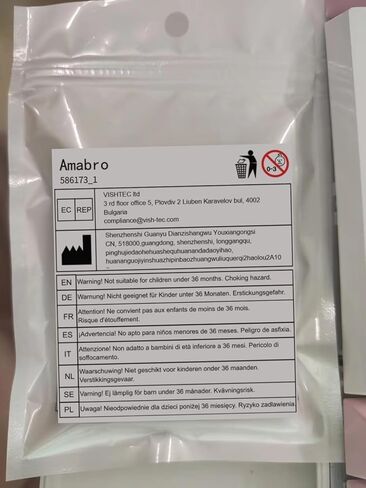 Amabro
586173_1
0-3
EC REP
VISHTEC ltd
3 rd floor office 5, Plovdiv 2 Liuben Karavelov bul, 4002
Bulgaria
compliance@vish-tec.com
Shenzhenshi Guanyu Dianzishangwu Youxiangongsi
CN, 518000,guangdong, shenzhenshi, longgangqu,
pinghujiedaohehuashequhuanandadaoyihao,
huananguojiyinshuazhipinbaozhuangwuliuquerq2haolou2A10
EN Warning! Not suitable for children under 36 months. Choking hazard.
DE Warnung! Nicht geeignet für Kinder unter 36 Monaten. Erstickungsgefahr.
FR Attention! Ne convient pas aux enfants de moins de 36 mois.
Risque d'étouffement.
ES ¡Advertencia! No apto para niños menores de 36 meses. Peligro de asfixia.
IT Attenzione! Non adatto a bambini di età inferiore a 36 mesi. Pericolo di
soffocamento.
NL Waarschuwing! Niet geschikt voor kinderen onder 36 maanden.
Verstikkingsgevaar.
SE Varning! Ej lämplig för barn under 36 månader. Kvävningsrisk.
PL Uwaga! Nieodpowiednie dla dzieci poniżej 36 miesięcy. Ryzyko zadławienia